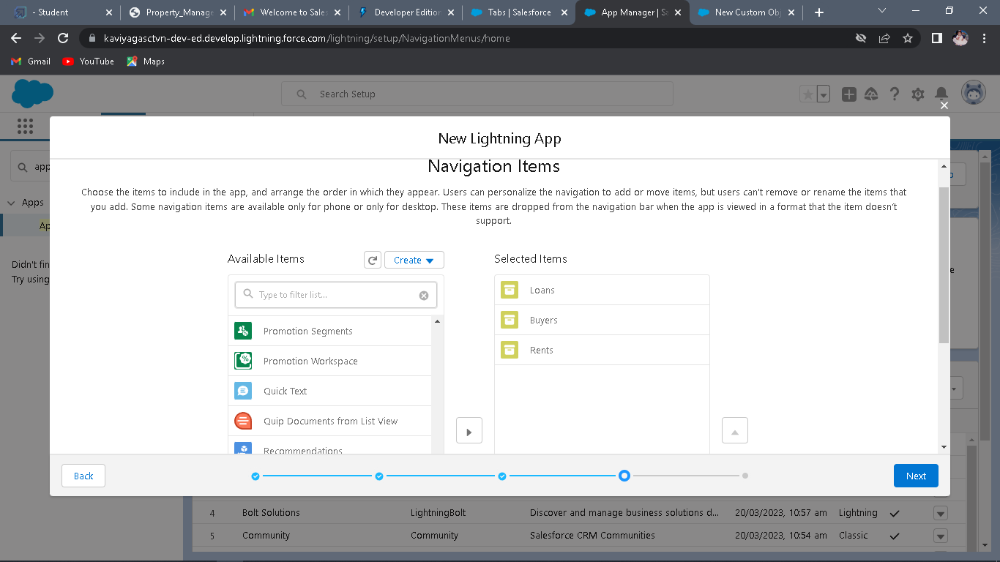 - Student
Property_Manage
Welcome to Sales
Developer Edition
Tabs | Salesforce
App Manager | Sa
New Custom Obj
kaviyagasctvn-dev-ed.develop.lightning.force.com/lightning/setup/NavigationMenus/home
Gmail
YouTube
Maps
Search Setup
New Lightning App
app
Apps
Ap
Didn't fin
Try using
Navigation Items
Choose the items to include in the app, and arrange the order in which they appear. Users can personalize the navigation to add or move items, but users can't remove or rename the items that
you add. Some navigation items are available only for phone or only for desktop. These items are dropped from the navigation bar when the app is viewed in a format that the item doesn't
support.
Available Items
Create
Type to filter list...
Promotion Segments
Promotion Workspace
Quick Text
Quip Documents from List View
Recommendations
Selected Items
Loans
Buyers
Rents
Back
Next
4 Bolt Solutions LightningBolt Discover and manage business solutions d... 20/03/2023, 10:57 am Lightning
5 Community Community Salesforce CRM Communities 20/03/2023, 10:54 am Classic